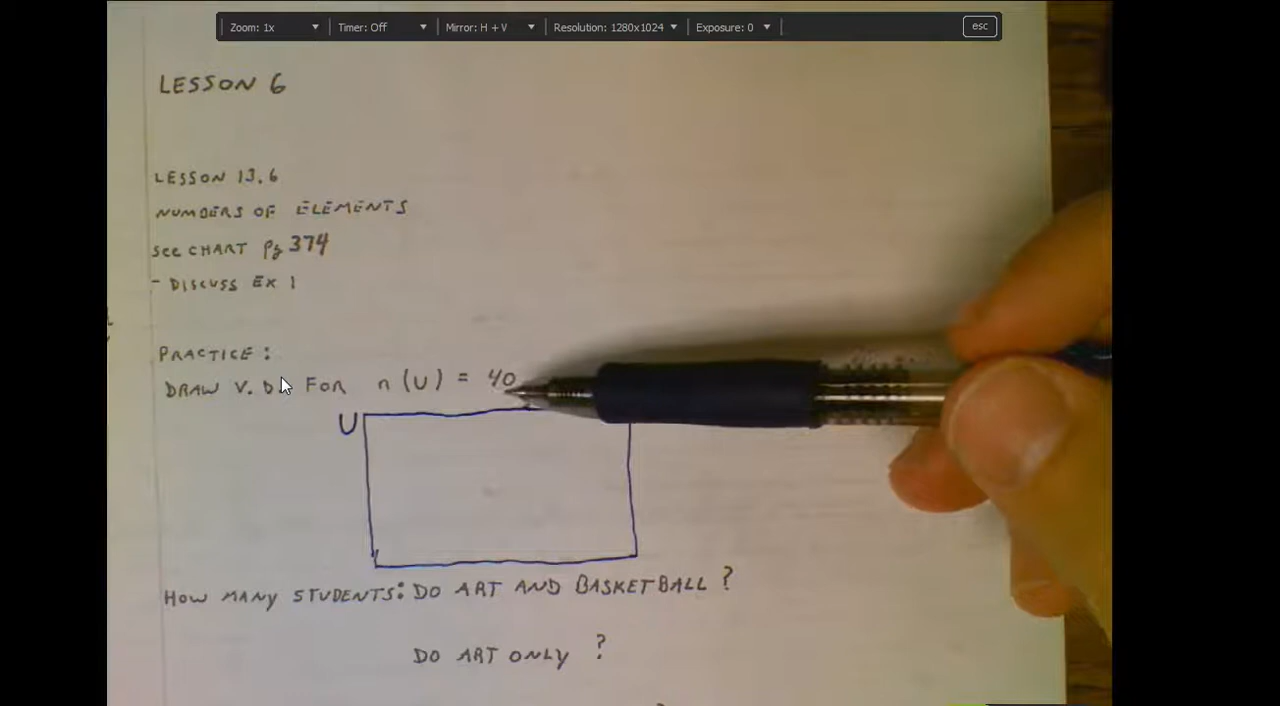 Zoom: 1x Timer: Off Mirror: H + V Resolution: 1280x1024 Exposure: 0 esc
LESSON 6
LESSON 13.6
NUMBERS OF ELEMENTS
see CHART pg 374
- DISCUSS EX 1
PRACTICE:
DRAW V.D. FOR n(U) = 40
U
HOW MANY STUDENTS: DO ART AND BASKETBALL?
DO ART ONLY ?